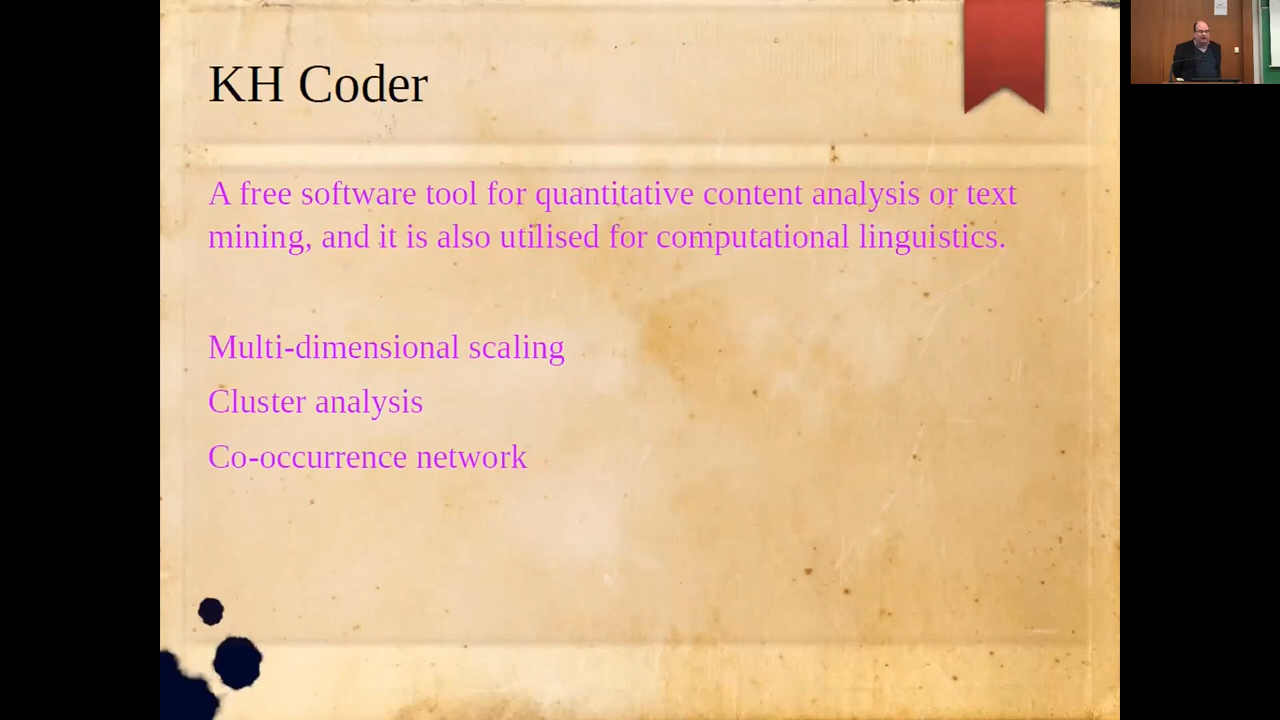 KH Coder
A free software tool for quantitative content analysis or text
mining, and it is also utilised for computational linguistics.
Multi-dimensional scaling
Cluster analysis
Co-occurrence network